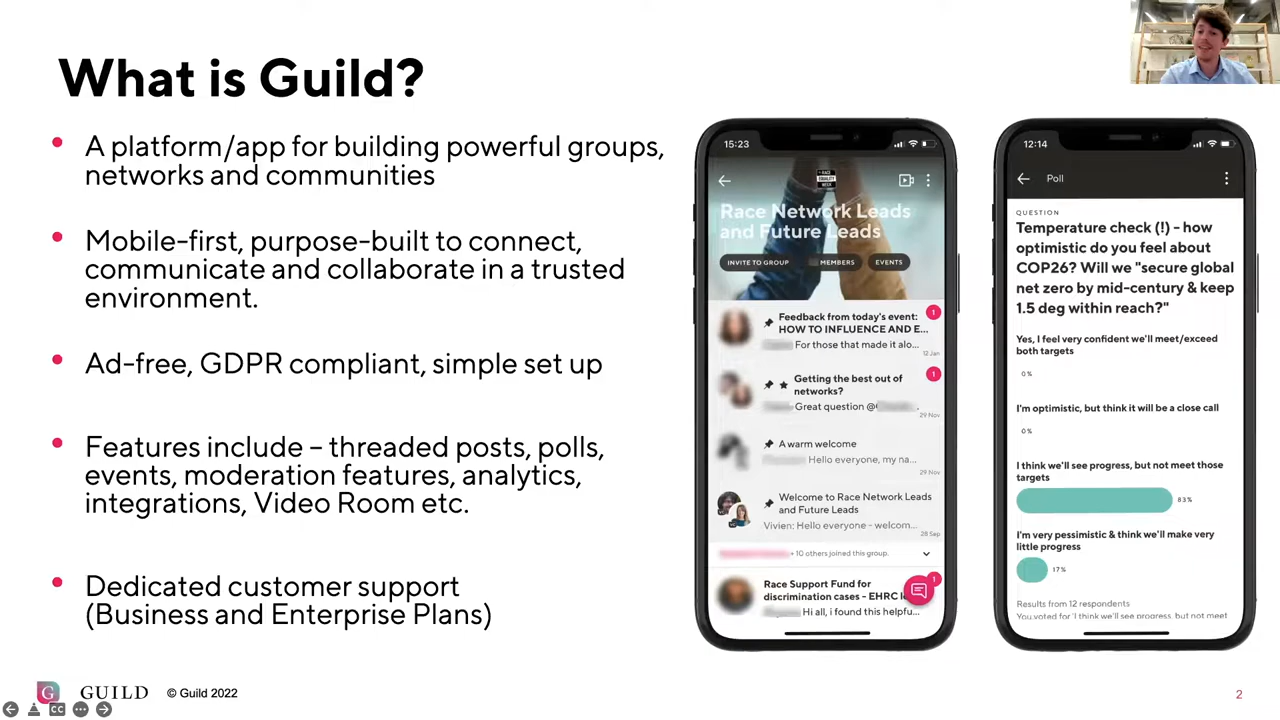 What is Guild?
A platform/app for building powerful groups,
networks and communities
Mobile-first, purpose-built to connect,
communicate and collaborate in a trusted
environment.
Ad-free, GDPR compliant, simple set up
Features include – threaded posts, polls,
events, moderation features, analytics,
integrations, Video Room etc.
Dedicated customer support
(Business and Enterprise Plans)
15:23
RACE
EQUALITY
WEEK
Race Network Leads
and Future Leads
INVITE TO GROUP
MEMBERS
EVENTS
Feedback from today's event:
HOW TO INFLUENCE AND E...
For those that made it alo...
12 Jan
1
Getting the best out of
networks?
Great question @
29 Nov
1
A warm welcome
Hello everyone, my na...
29 Nov
Welcome to Race Network Leads
and Future Leads
Vivien: Hello everyone - welcom...
28 Sep
+ 10 others joined this group.
Race Support Fund for
discrimination cases - EHRC
Hi all, i found this helpfu...
1
12:14
Poll
QUESTION
Temperature check (!) - how
optimistic do you feel about
COP26? Will we "secure global
net zero by mid-century & keep
1.5 deg within reach?"
Yes, I feel very confident we'll meet/exceed
both targets
0%
I'm optimistic, but think it will be a close call
0%
I think we'll see progress, but not meet those
targets
83%
I'm very pessimistic & think we'll make very
little progress
17%
Results from 12 respondents
You voted for 'I think we'll see progress, but not meet
GUILD
© Guild 2022
2
CC